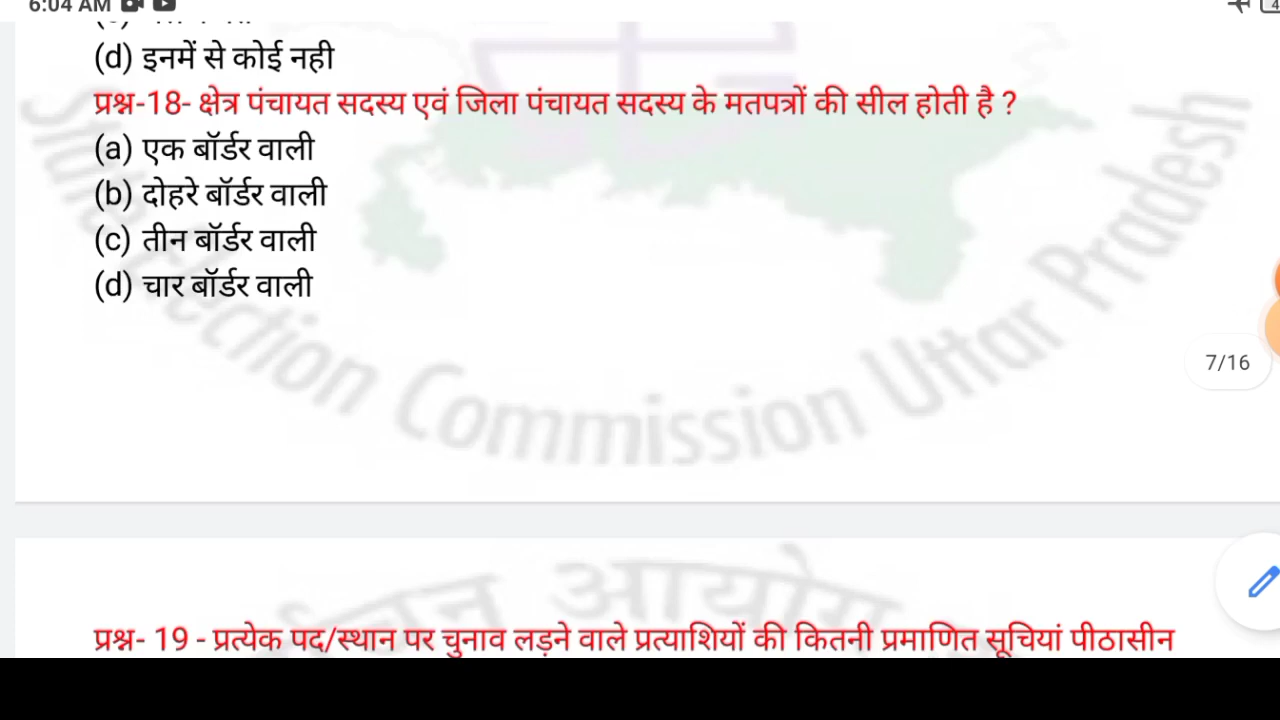 6:04 AM
(d) इनमें से कोई नही
प्रश्न-18- क्षेत्र पंचायत सदस्य एवं जिला पंचायत सदस्य के मतपत्रों की सील होती है ?
(a) एक बॉर्डर वाली
(b) दोहरे बॉर्डर वाली
(c) तीन बॉर्डर वाली
(d) चार बॉर्डर वाली
ection Commission Uttar Pradesh
7/16
आयोग
प्रश्न- 19 - प्रत्येक पद/स्थान पर चुनाव लड़ने वाले प्रत्याशियों की कितनी प्रमाणित सूचियां पीठासीन